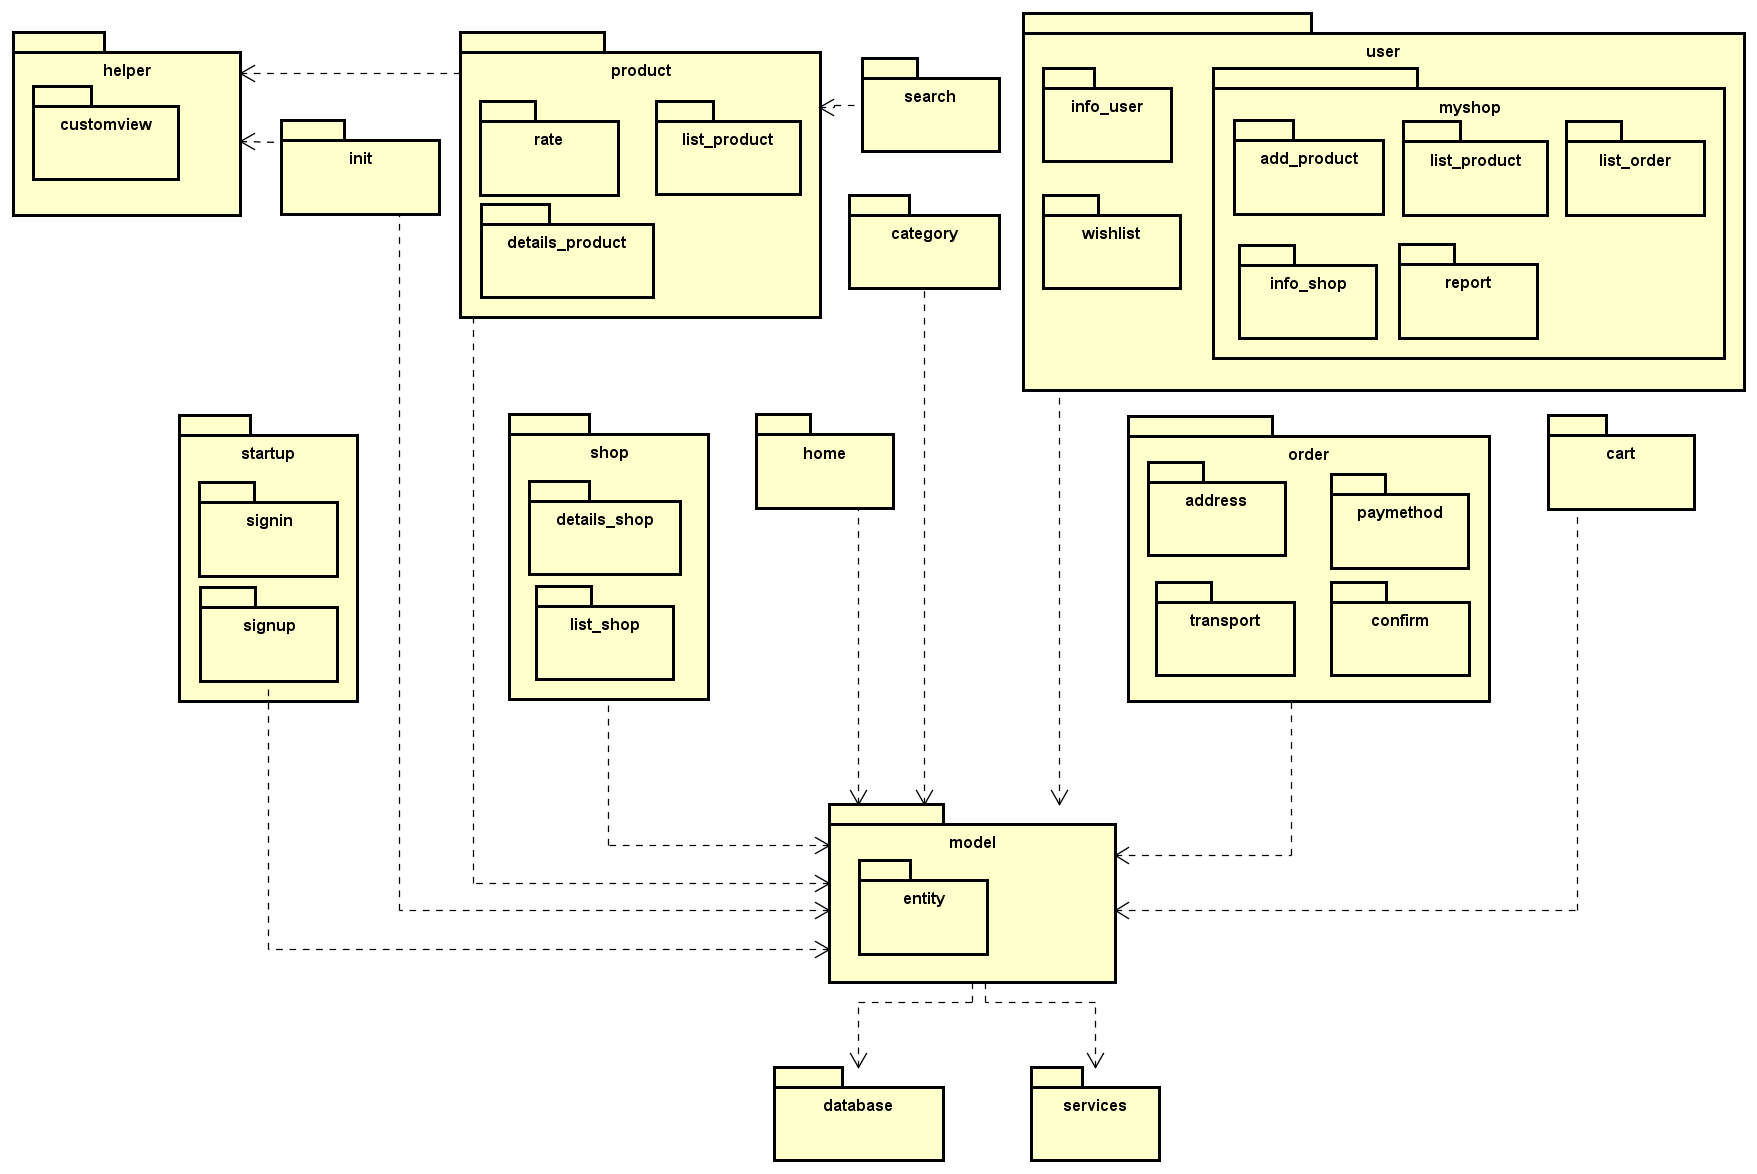 helper
customview
init
product
rate
list_product
details_product
search
category
user
info_user
wishlist
myshop
add_product
list_product
list_order
info_shop
report
startup
signin
signup
shop
details_shop
list_shop
home
order
address
paymethod
transport
confirm
cart
model
entity
database
services